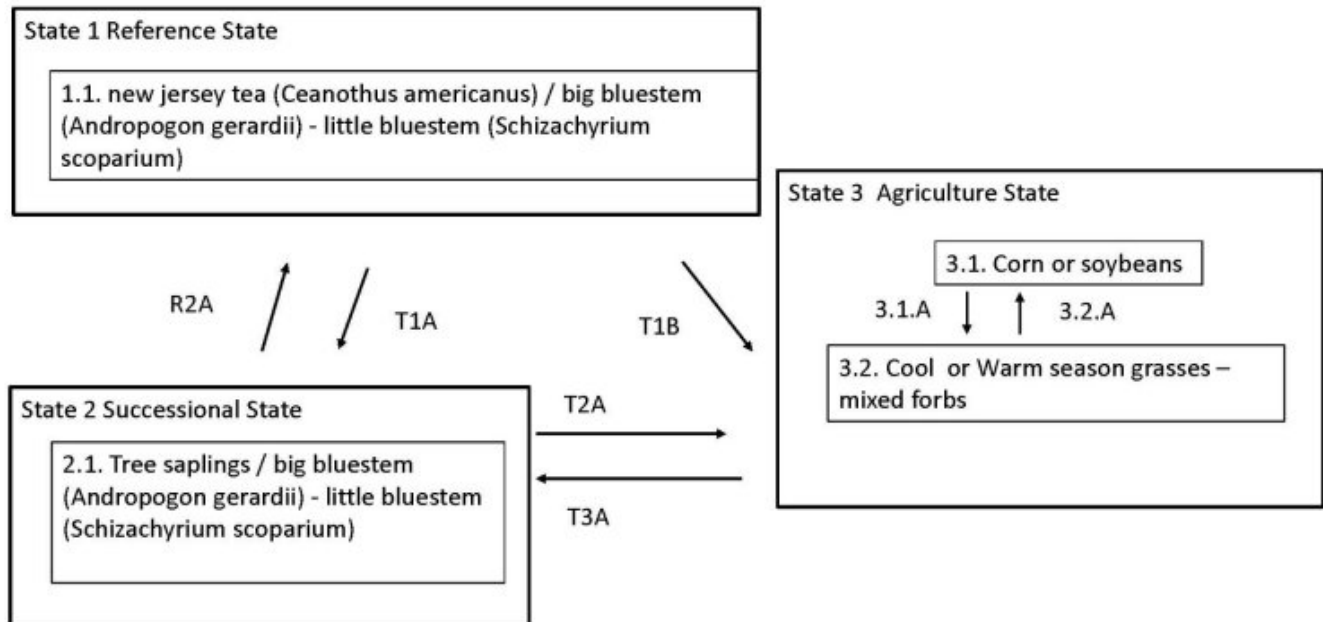 State 1 Reference State
1.1. new jersey tea (Ceanothus americanus) / big bluestem
(Andropogon gerardii) - little bluestem (Schizachyrium
scoparium)
State 3  Agriculture State
3.1. Corn or soybeans
3.1.A
3.2.A
3.2. Cool  or Warm season grasses –
mixed forbs
R2A
T1A
T1B
State 2 Successional State
2.1. Tree saplings / big bluestem
(Andropogon gerardii) - little bluestem
(Schizachyrium scoparium)
T2A
T3A